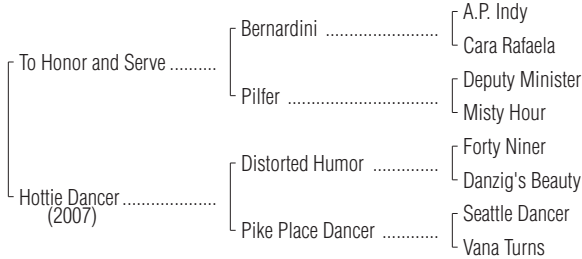 A.P. Indy
Bernardini ..........................
Cara Rafaela
To Honor and Serve ..........
Deputy Minister
Pilfer ...................................
Misty Hour
Forty Niner
Distorted Humor ...............
Danzig's Beauty
Hottie Dancer ......................
(2007)
Seattle Dancer
Pike Place Dancer .............
Vana Turns